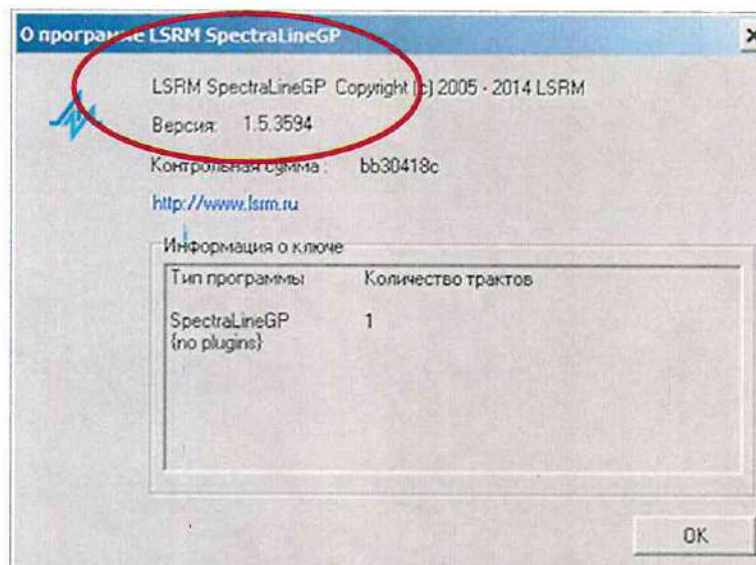 О программе LSRM SpectraLineGP
LSRM SpectraLineGP Copyright (c) 2005 - 2014 LSRM
Версия: 1.5.3594
Контрольная сумма : bb30418c
http://www.lsrm.ru
Информация о ключе
Тип программы Количество трактов
SpectraLineGP 1
{no plugins}
OK